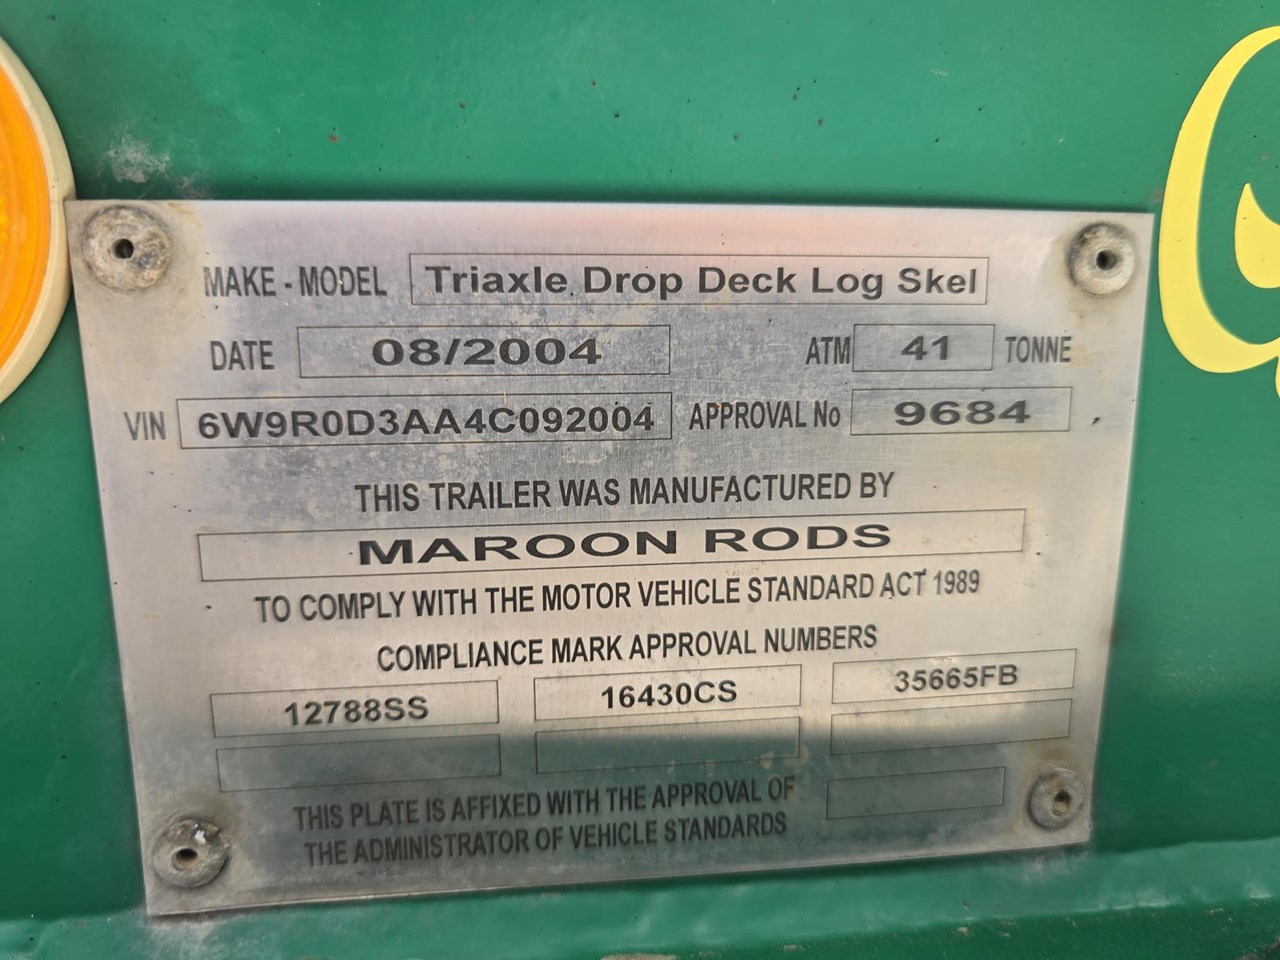 MAKE - MODEL Triaxle Drop Deck Log Skel
DATE 08/2004 ATM 41 TONNE
VIN 6W9R0D3AA4C092004 APPROVAL No 9684
THIS TRAILER WAS MANUFACTURED BY
MAROON RODS
TO COMPLY WITH THE MOTOR VEHICLE STANDARD ACT 1989
COMPLIANCE MARK APPROVAL NUMBERS
12788SS 16430CS 35665FB
THIS PLATE IS AFFIXED WITH THE APPROVAL OF
THE ADMINISTRATOR OF VEHICLE STANDARDS